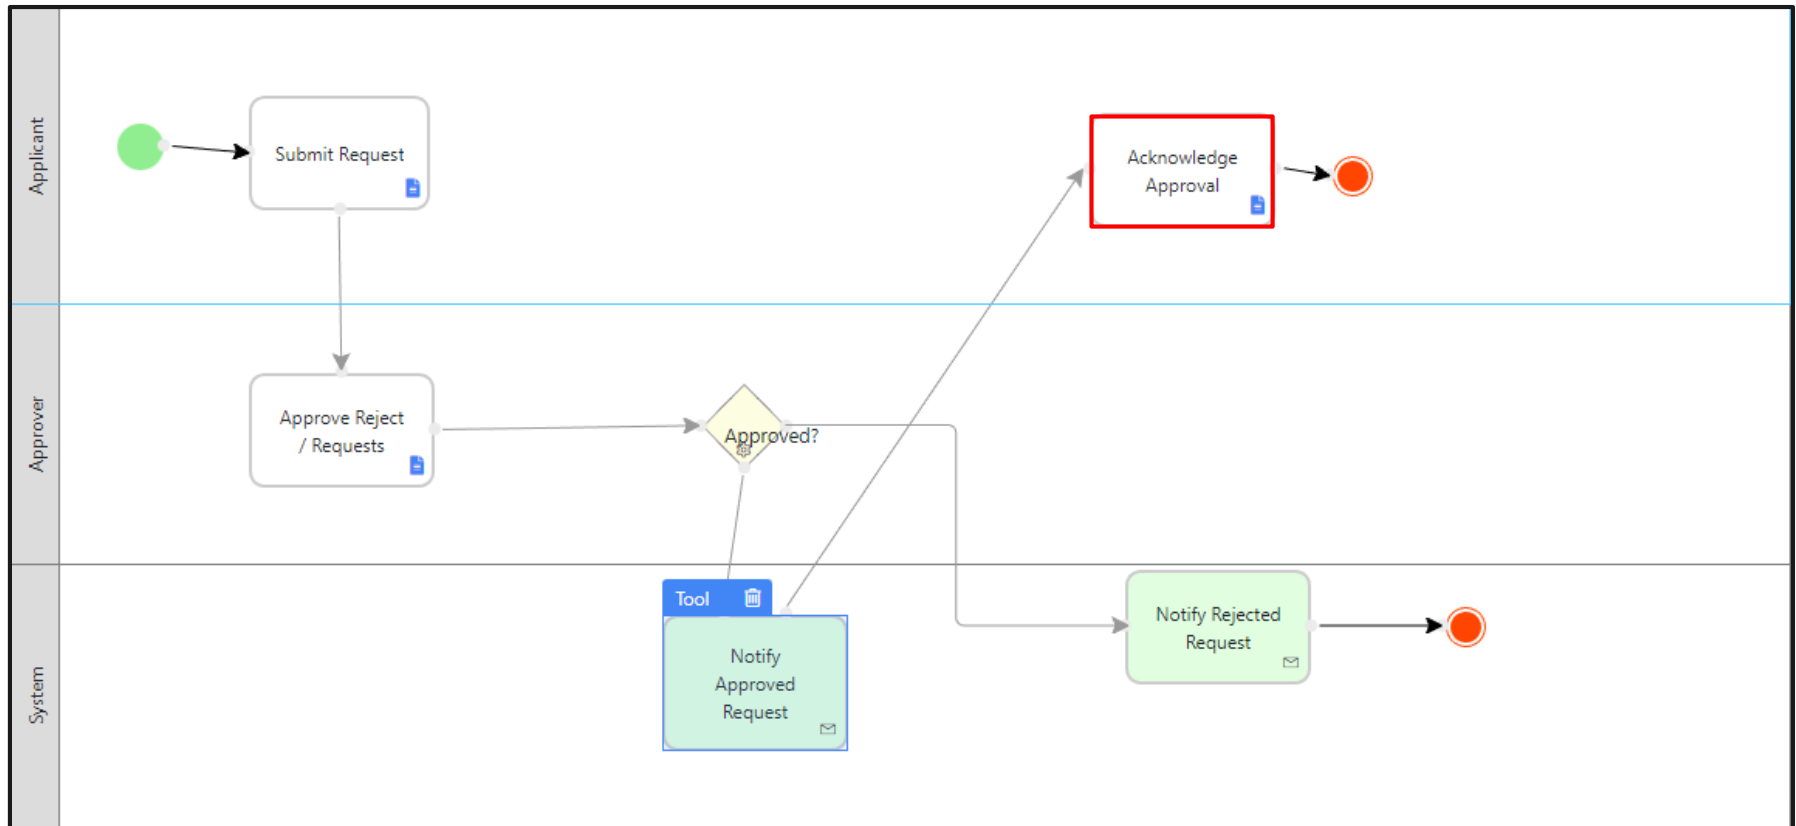 Applicant
Submit Request
Acknowledge
Approval
Approver
Approve Reject
/ Requests
Approved?
System
Tool
Notify
Approved
Request
Notify Rejected
Request